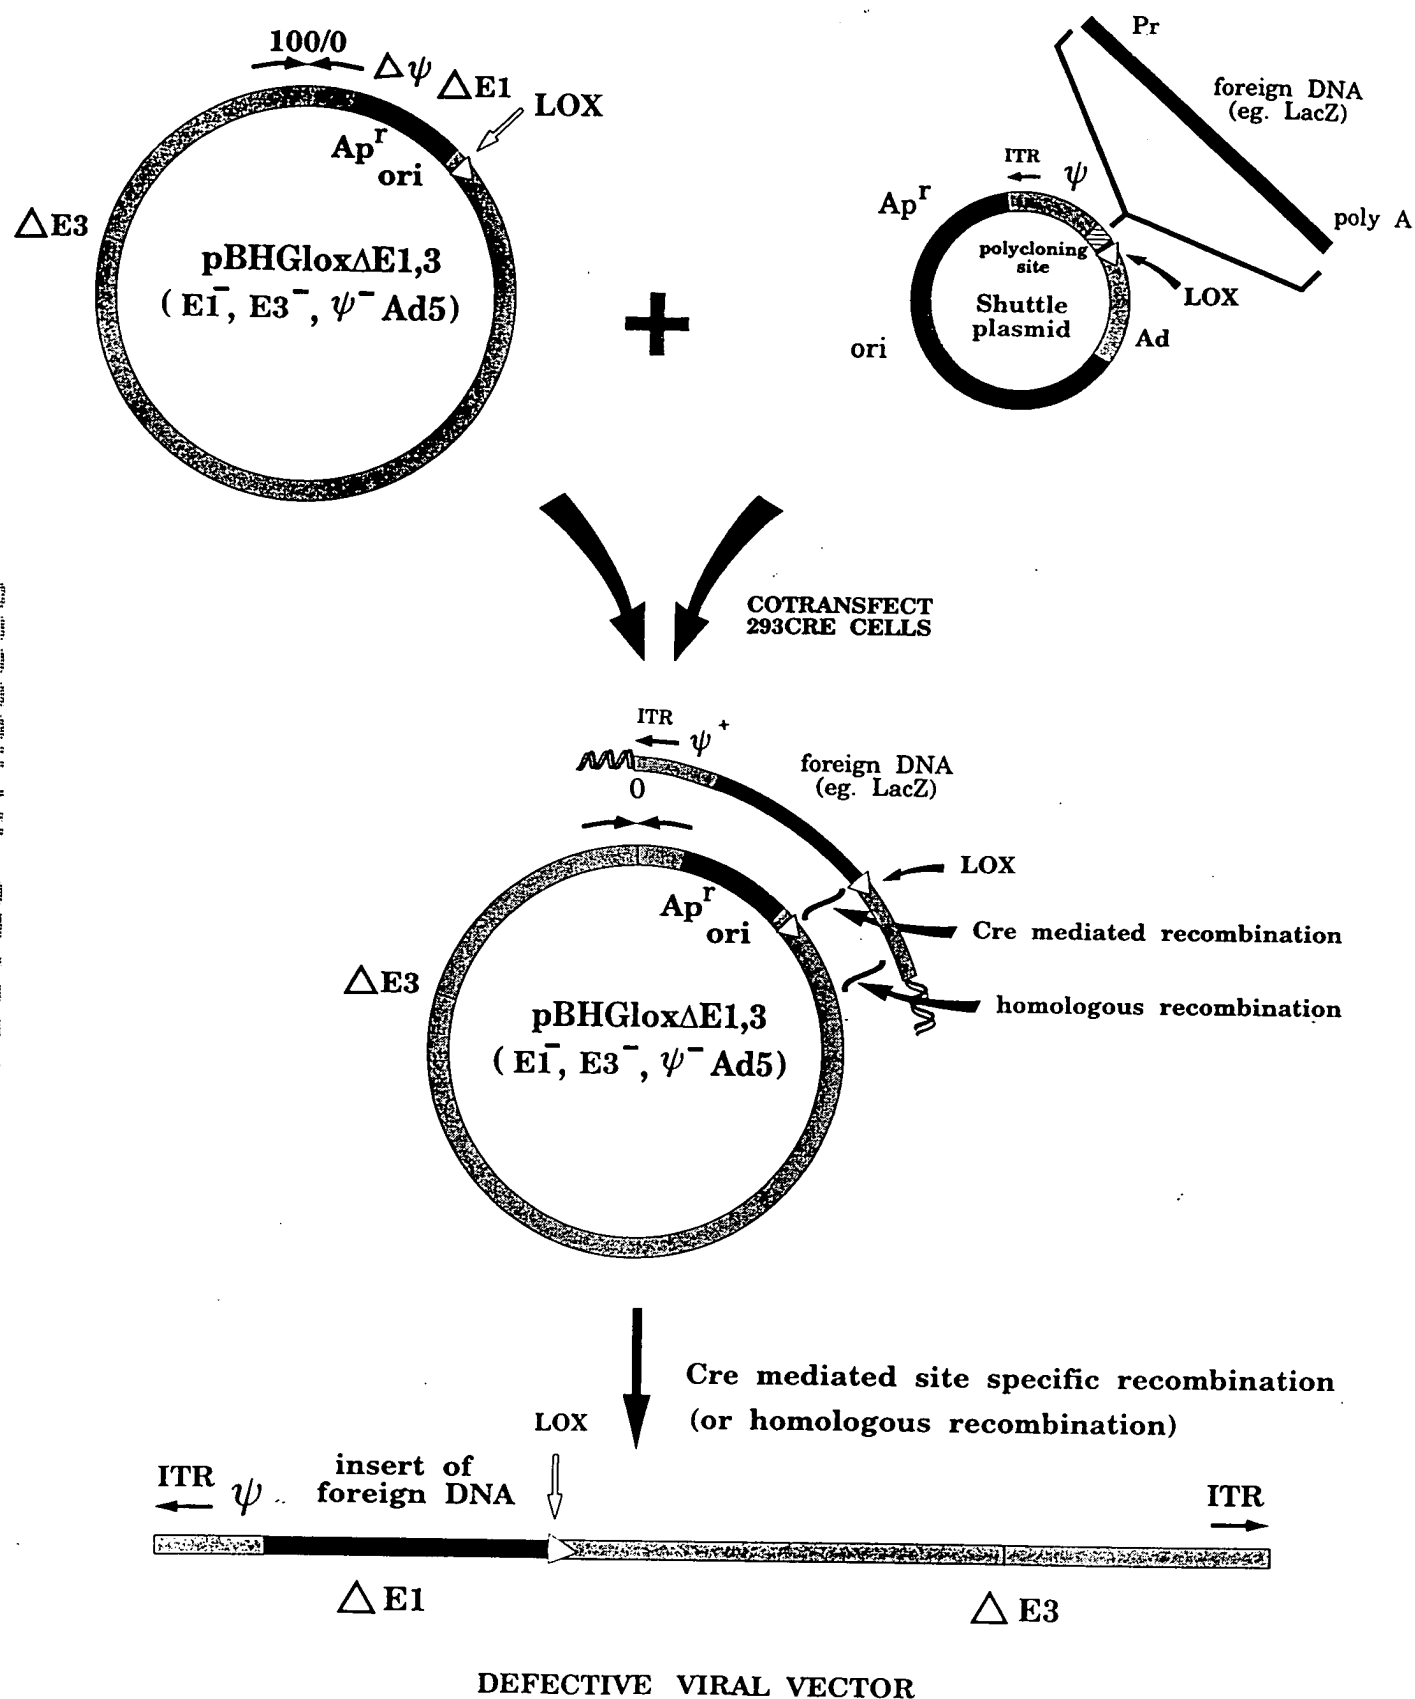 100/0
Δψ
ΔE1
LOX
Ap^r
ori
ΔE3
pBHGloxΔE1,3
(E1⁻, E3⁻, ψ⁻ Ad5)
+
Pr
foreign DNA
(eg. LacZ)
poly A
ITR
ψ
Ap^r
polycloning
site
LOX
Shuttle
plasmid
Ad
ori
COTRANSFECT
293CRE CELLS
ITR
ψ⁺
foreign DNA
(eg. LacZ)
0
LOX
Ap^r
ori
Cre mediated recombination
ΔE3
homologous recombination
pBHGloxΔE1,3
(E1⁻, E3⁻, ψ⁻ Ad5)
Cre mediated site specific recombination
(or homologous recombination)
LOX
ITR ψ
insert of
foreign DNA
ITR
ΔE1
ΔE3
DEFECTIVE VIRAL VECTOR